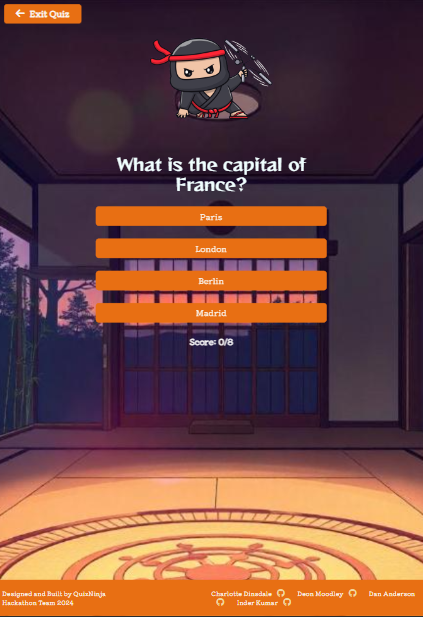 Exit Quiz
What is the capital of
France?
Paris
London
Berlin
Madrid
Score: 0/8
Designed and Built by QuizNinja
Hackathon Team 2024
Charlotte Dinsdale Deon Moodley Dan Anderson
Inder Kumar